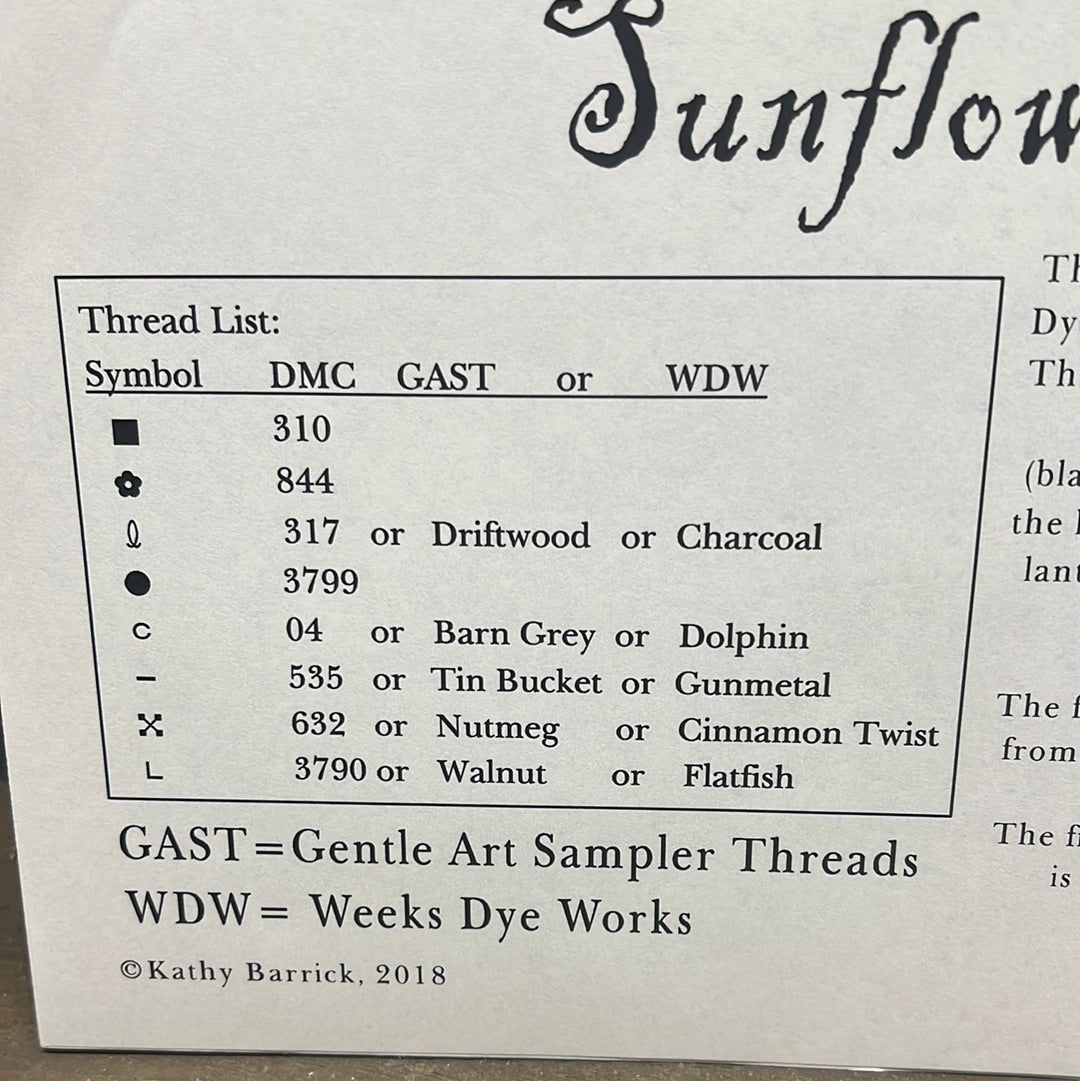 Sunflow
Thread List:
Symbol DMC GAST or WDW
■ 310
✿ 844
317 or Driftwood or Charcoal
● 3799
c 04 or Barn Grey or Dolphin
– 535 or Tin Bucket or Gunmetal
632 or Nutmeg or Cinnamon Twist
L 3790 or Walnut or Flatfish
GAST=Gentle Art Sampler Threads
WDW= Weeks Dye Works
©Kathy Barrick, 2018
Th
Dy
Th
(bla
the
lant
The f
from
The fi
is